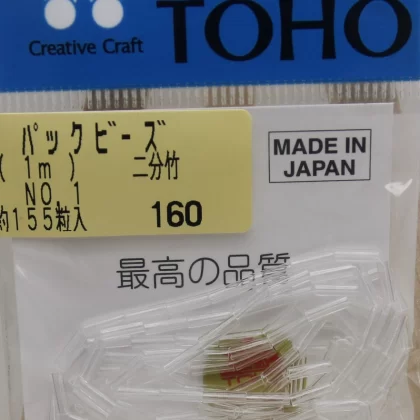 Creative Craft
TOHO
パックビーズ
( 1m ) 二分竹
NO.1
約155粒入 160
MADE IN
JAPAN
最高の品質